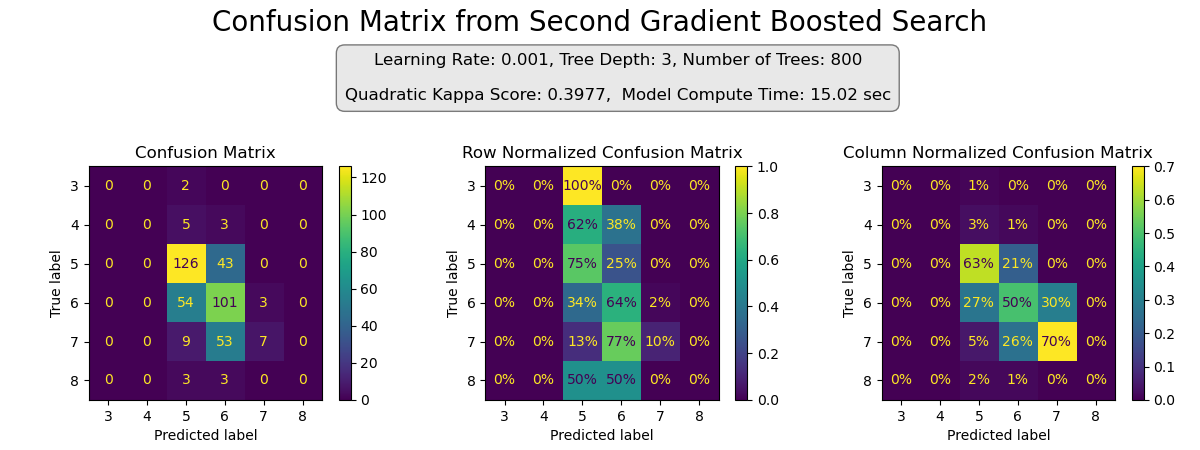 Confusion Matrix from Second Gradient Boosted Search
Learning Rate: 0.001, Tree Depth: 3, Number of Trees: 800
Quadratic Kappa Score: 0.3977,  Model Compute Time: 15.02 sec
Confusion Matrix
True label
3 0 0 2 0 0 0
4 0 0 5 3 0 0
5 0 0 126 43 0 0
6 0 0 54 101 3 0
7 0 0 9 53 7 0
8 0 0 3 3 0 0
3 4 5 6 7 8
Predicted label
120
100
80
60
40
20
0
Row Normalized Confusion Matrix
True label
3 0% 0% 100% 0% 0% 0%
4 0% 0% 62% 38% 0% 0%
5 0% 0% 75% 25% 0% 0%
6 0% 0% 34% 64% 2% 0%
7 0% 0% 13% 77% 10% 0%
8 0% 0% 50% 50% 0% 0%
3 4 5 6 7 8
Predicted label
1.0
0.8
0.6
0.4
0.2
0.0
Column Normalized Confusion Matrix
True label
3 0% 0% 1% 0% 0% 0%
4 0% 0% 3% 1% 0% 0%
5 0% 0% 63% 21% 0% 0%
6 0% 0% 27% 50% 30% 0%
7 0% 0% 5% 26% 70% 0%
8 0% 0% 2% 1% 0% 0%
3 4 5 6 7 8
Predicted label
0.7
0.6
0.5
0.4
0.3
0.2
0.1
0.0